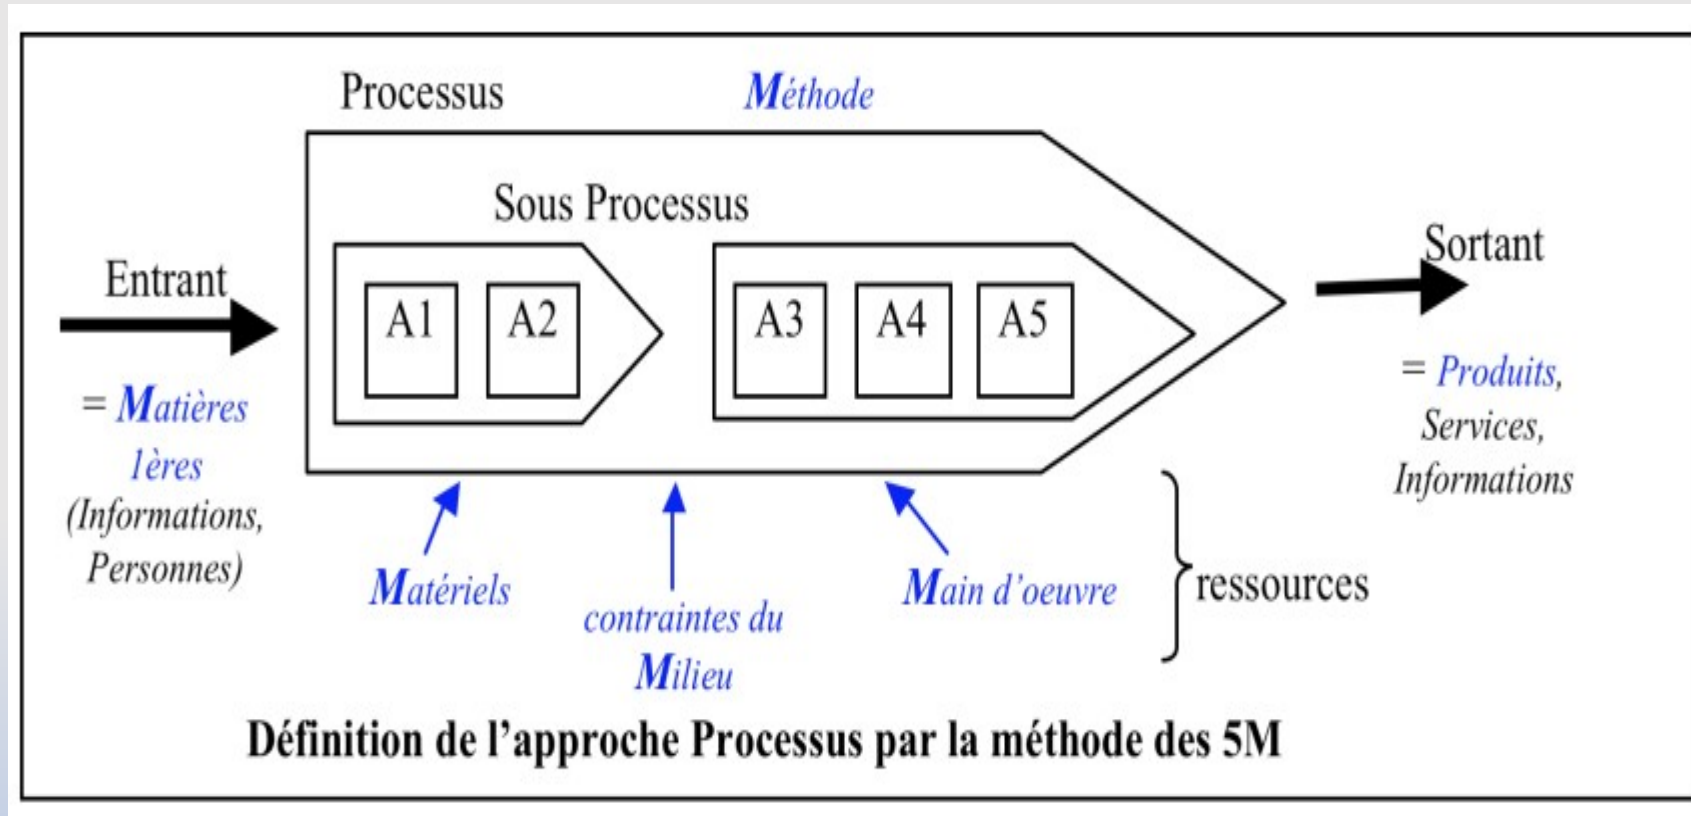 Processus
Méthode
Sous Processus
Entrant
A1
A2
A3
A4
A5
Sortant
= Matières
1ères
(Informations,
Personnes)
= Produits,
Services,
Informations
Matériels
contraintes du
Milieu
Main d'oeuvre
ressources
Définition de l'approche Processus par la méthode des 5M